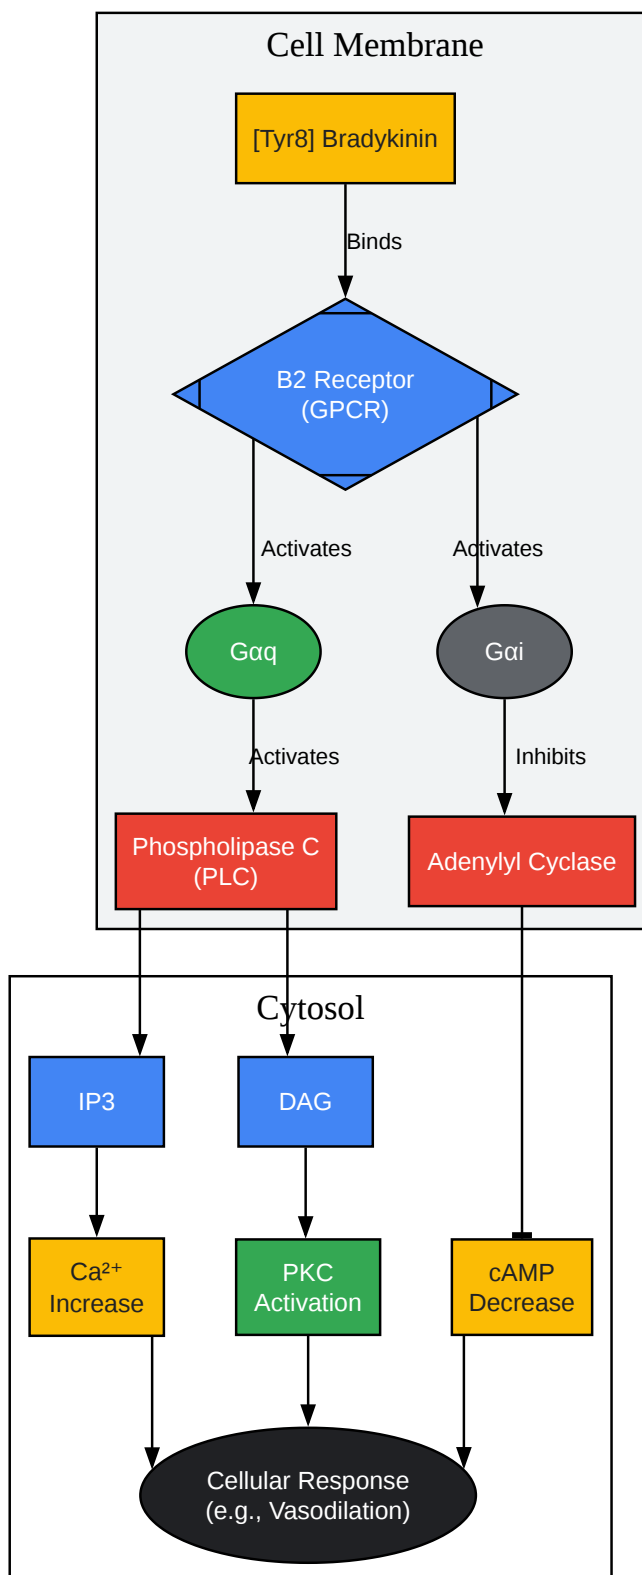 Cell Membrane
[Tyr8] Bradykinin
Binds
B2 Receptor
(GPCR)
Activates
Activates
Gαq
Gαi
Activates
Inhibits
Phospholipase C
(PLC)
Adenylyl Cyclase
Cytosol
IP3
DAG
Ca²⁺
Increase
PKC
Activation
cAMP
Decrease
Cellular Response
(e.g., Vasodilation)